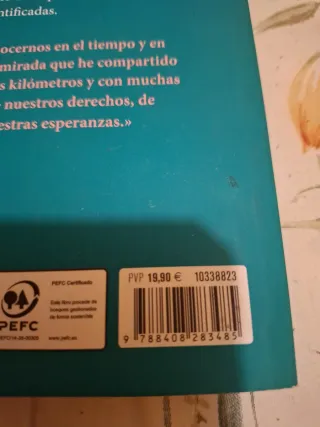 ntificadas.
ocernos en el tiempo y en
mirada que he compartido
s kilómetros y con muchas
e nuestros derechos, de
estras esperanzas.»
PEFC Certificado
Este libro procede de
bosques gestionados
de forma sostenible
www.pefc.es
PEFC
PVP 19,90 € 10338823
9 788408 283485